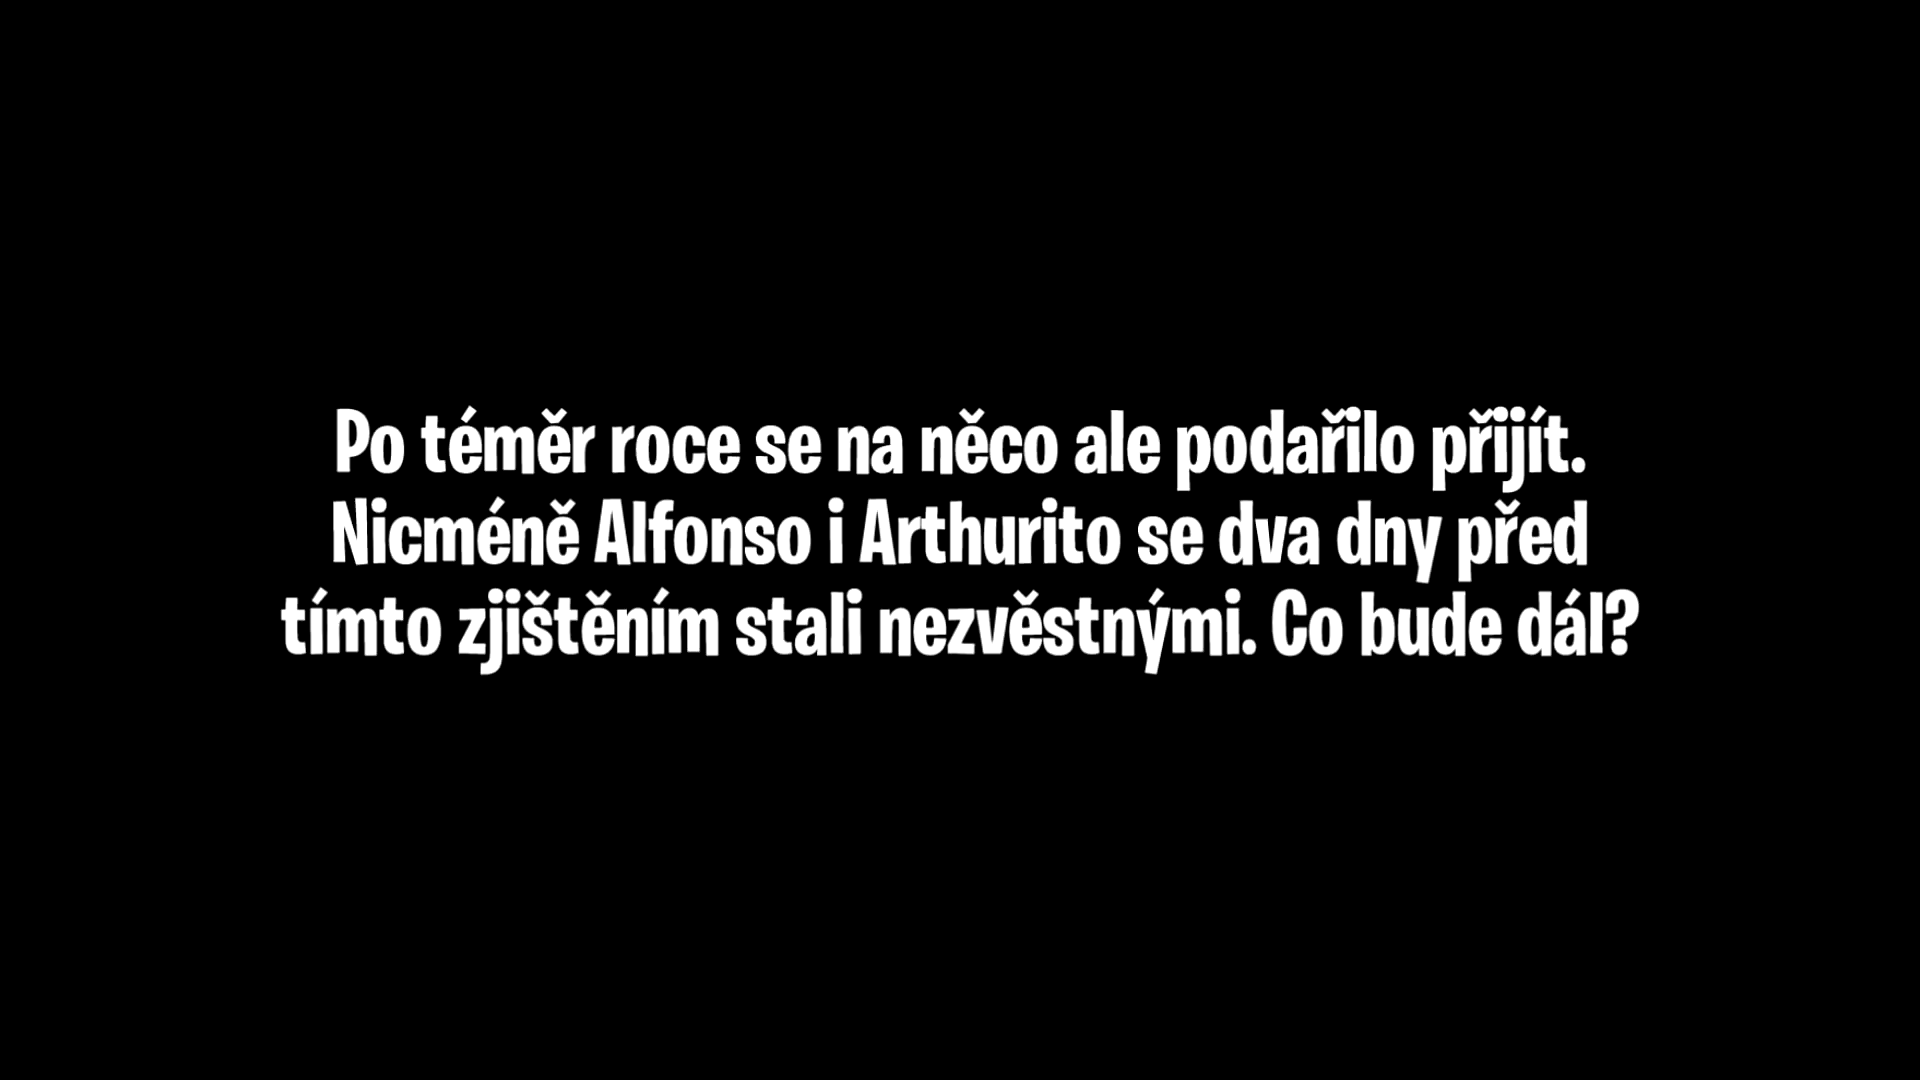 Po téměr roce se na něco ale podařilo přijít.
Nicméně Alfonso i Arthurito se dva dny před
tímto zjištěním stali nezvěstnými. Co bude dál?